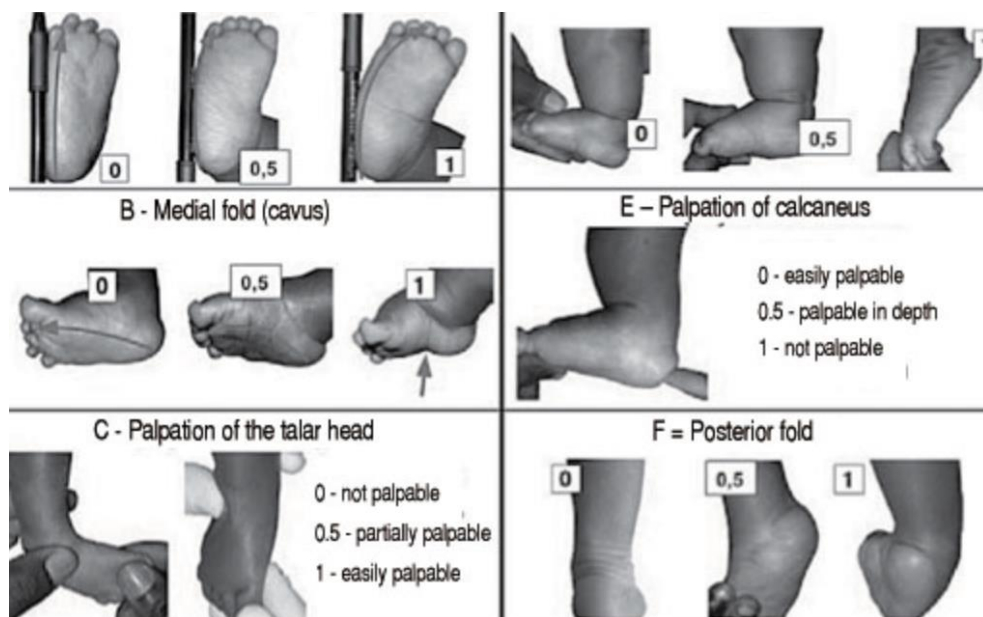 0
0,5
1
0
0,5
B - Medial fold (cavus)
0
0,5
1
E – Palpation of calcaneus
0 - easily palpable
0.5 - palpable in depth
1 - not palpable
C - Palpation of the talar head
0 - not palpable
0.5 - partially palpable
1 - easily palpable
F = Posterior fold
0
0,5
1